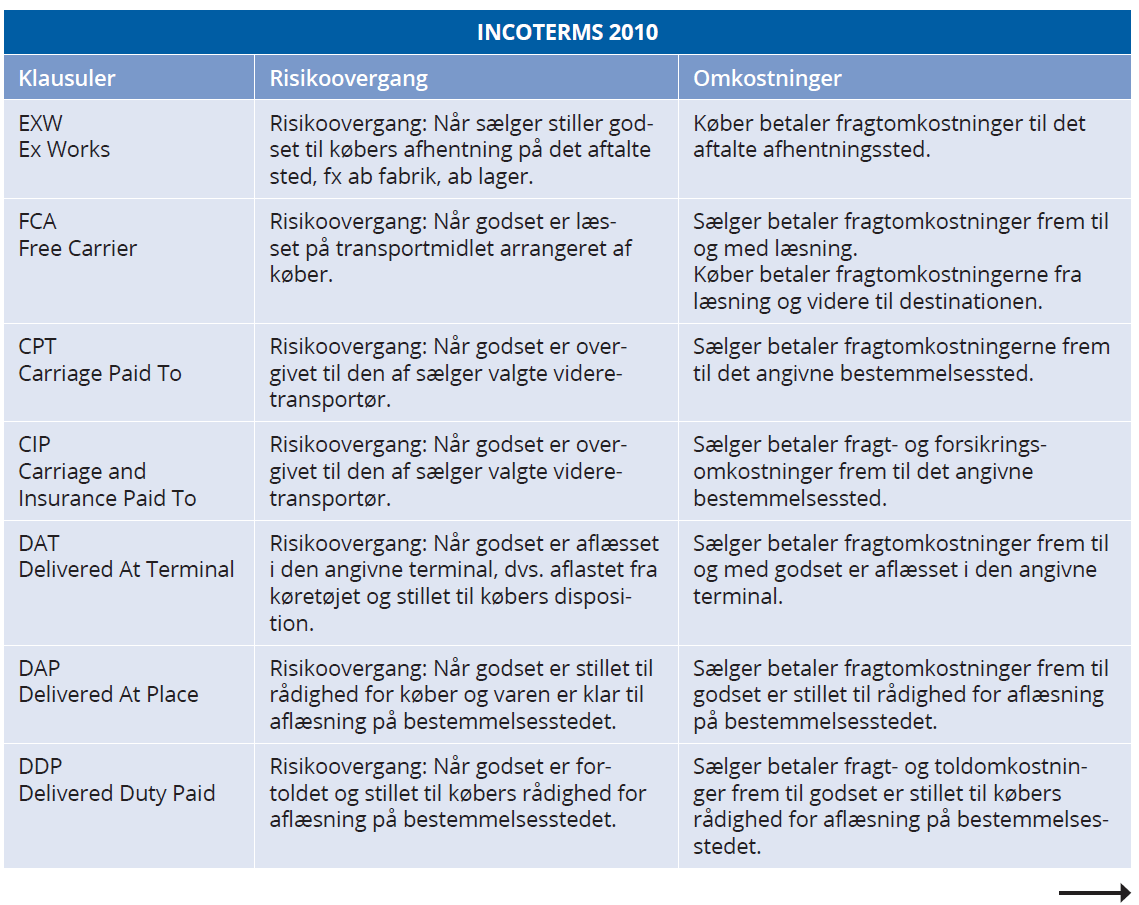 INCOTERMS 2010
Klausuler
Risikoovergang
Omkostninger
EXW
Ex Works
Risikoovergang: Når sælger stiller god-
set til købers afhentning på det aftalte
sted, fx ab fabrik, ab lager.
Køber betaler fragtomkostninger til det
aftalte afhentningssted.
FCA
Free Carrier
Risikoovergang: Når godset er læs-
set på transportmidlet arrangeret af
køber.
Sælger betaler fragtomkostninger frem til
og med læsning.
Køber betaler fragtomkostningerne fra
læsning og videre til destinationen.
CPT
Carriage Paid To
Risikoovergang: Når godset er over-
givet til den af sælger valgte videre-
transportør.
Sælger betaler fragtomkostningerne frem
til det angivne bestemmelsessted.
CIP
Carriage and
Insurance Paid To
Risikoovergang: Når godset er over-
givet til den af sælger valgte videre-
transportør.
Sælger betaler fragt- og forsikrings-
omkostninger frem til det angivne
bestemmelsessted.
DAT
Delivered At Terminal
Risikoovergang: Når godset er aflæsset
i den angivne terminal, dvs. aflastet fra
køretøjet og stillet til købers disposi-
tion.
Sælger betaler fragtomkostninger frem til
og med godset er aflæsset i den angivne
terminal.
DAP
Delivered At Place
Risikoovergang: Når godset er stillet til
rådighed for køber og varen er klar til
aflæsning på bestemmelsesstedet.
Sælger betaler fragtomkostninger frem til
godset er stillet til rådighed for aflæsning
på bestemmelsesstedet.
DDP
Delivered Duty Paid
Risikoovergang: Når godset er for-
toldet og stillet til købers rådighed for
aflæsning på bestemmelsesstedet.
Sælger betaler fragt- og toldomkostnin-
ger frem til godset er stillet til købers
rådighed for aflæsning på bestemmelses-
stedet.